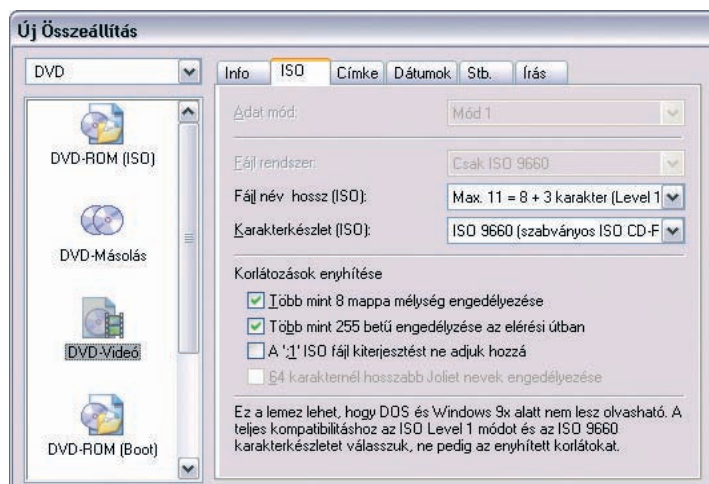 Új Összeállítás
DVD
DVD-ROM (ISO)
DVD-Másolás
DVD-Videó
DVD-ROM (Boot)
Info ISO Címke Dátumok Stb. Írás
Adat mód: Mód 1
Fájl rendszer: Csak ISO 9660
Fájl név hossz (ISO): Max. 11 = 8 + 3 karakter (Level 1
Karakterkészlet (ISO): ISO 9660 (szabványos ISO CD-F
Korlátozások enyhítése
Több mint 8 mappa mélység engedélyezése
Több mint 255 betű engedélyzése az elérési útban
A ';1' ISO fájl kiterjesztést ne adjuk hozzá
64 karakternél hosszabb Joliet nevek engedélyezése
Ez a lemez lehet, hogy DOS és Windows 9x alatt nem lesz olvasható. A
teljes kompatibilitáshoz az ISO Level 1 módot és az ISO 9660
karakterkészletet válasszuk, ne pedig az enyhített korlátokat.